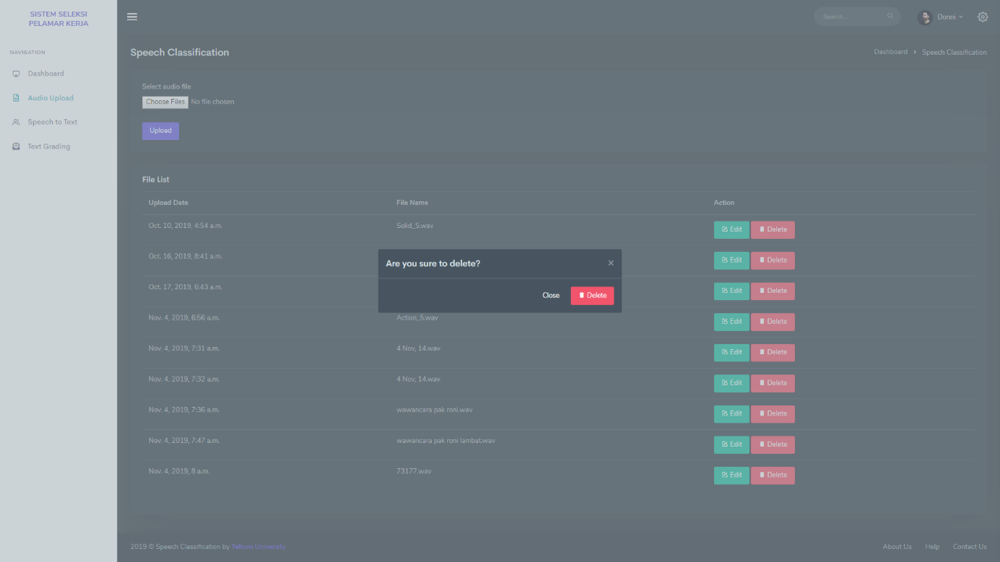 SISTEM SELEKSI
PELAMAR KERJA
Search...
Donni
NAVIGATION
Dashboard
Audio Upload
Speech to Text
Text Grading
Speech Classification
Dashboard > Speech Classification
Select audio file
Choose Files No file chosen
Upload
File List
Upload Date File Name Action
Oct. 10, 2019, 4:54 a.m. Solid_5.wav Edit Delete
Oct. 16, 2019, 8:41 a.m. Edit Delete
Oct. 17, 2019, 6:43 a.m. Edit Delete
Nov. 4, 2019, 6:56 a.m. Action_5.wav Edit Delete
Nov. 4, 2019, 7:31 a.m. 4 Nov, 14.wav Edit Delete
Nov. 4, 2019, 7:32 a.m. 4 Nov, 14.wav Edit Delete
Nov. 4, 2019, 7:36 a.m. wawancara pak roni.wav Edit Delete
Nov. 4, 2019, 7:47 a.m. wawancara pak roni lambat.wav Edit Delete
Nov. 4, 2019, 8 a.m. 73177.wav Edit Delete
Are you sure to delete? ×
Close Delete
2019 © Speech Classification by Telkom Univeristy
About Us Help Contact Us